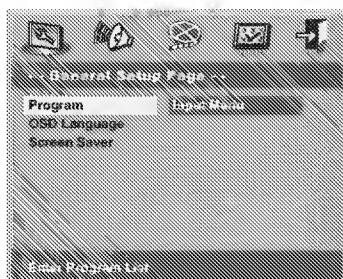 -- General Setup Page --
Program
Input Menu
OSD Language
Screen Saver
Enter Program List